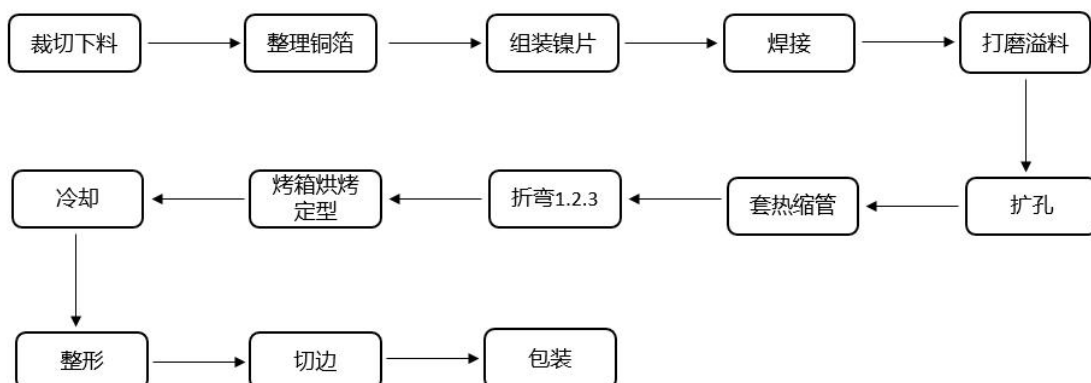 裁切下料
整理铜箔
组装镍片
焊接
打磨溢料
扩孔
套热缩管
折弯1.2.3
烤箱烘烤
定型
冷却
整形
切边
包装